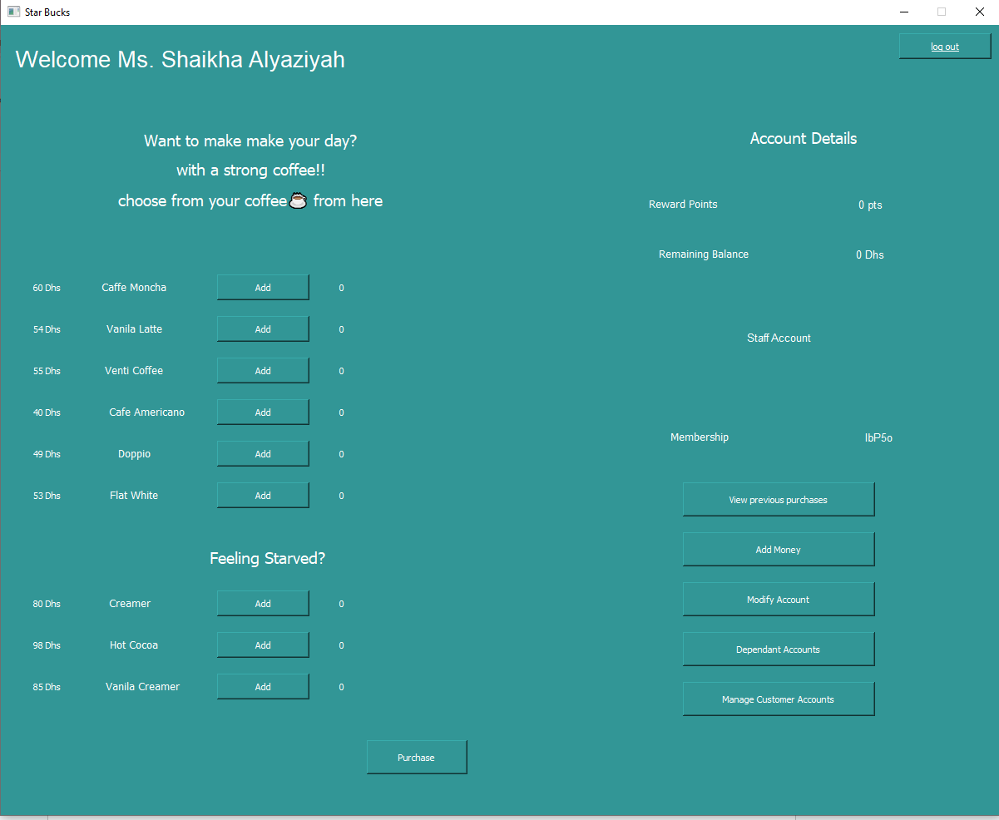 Star Bucks
Welcome Ms. Shaikha Alyaziyah
log out
Want to make make your day?
with a strong coffee!!
choose from your coffee☕ from here
60 Dhs Caffe Moncha Add 0
54 Dhs Vanila Latte Add 0
55 Dhs Venti Coffee Add 0
40 Dhs Cafe Americano Add 0
49 Dhs Doppio Add 0
53 Dhs Flat White Add 0
Feeling Starved?
80 Dhs Creamer Add 0
98 Dhs Hot Cocoa Add 0
85 Dhs Vanila Creamer Add 0
Purchase
Account Details
Reward Points 0 pts
Remaining Balance 0 Dhs
Staff Account
Membership IbP5o
View previous purchases
Add Money
Modify Account
Dependant Accounts
Manage Customer Accounts